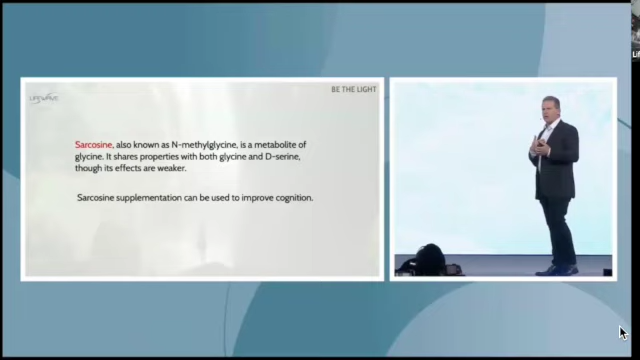 BE THE LIGHT
LIFEWAVE
Sarcosine, also known as N-methylglycine, is a metabolite of
glycine. It shares properties with both glycine and D-serine,
though its effects are weaker.
Sarcosine supplementation can be used to improve cognition.